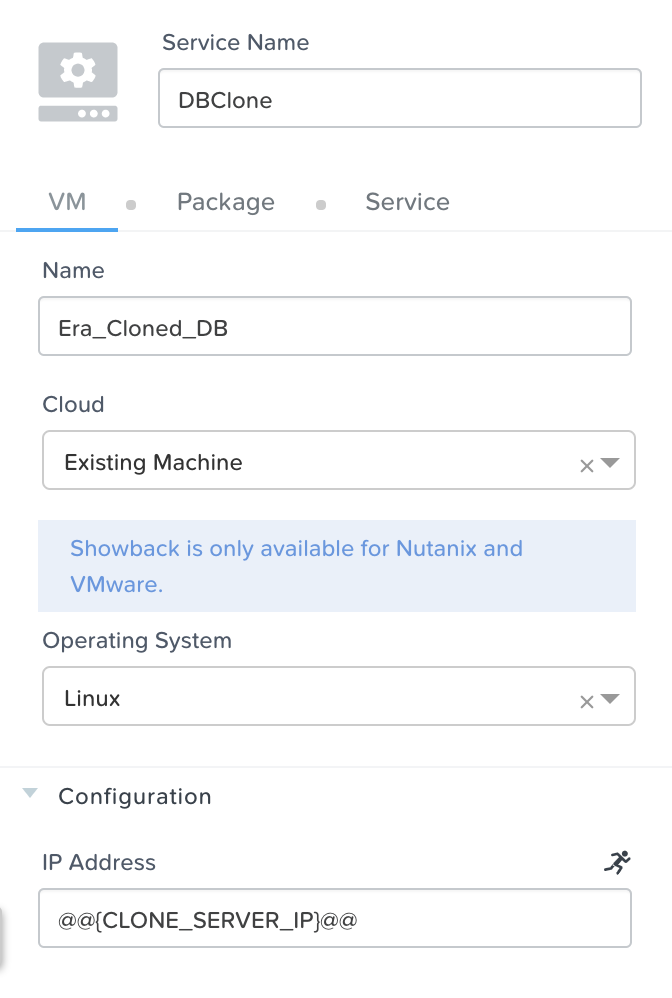 Service Name
DBClone
VM Package Service
Name
Era_Cloned_DB
Cloud
Existing Machine
Showback is only available for Nutanix and
VMware.
Operating System
Linux
Configuration
IP Address
@@{CLONE_SERVER_IP}@@